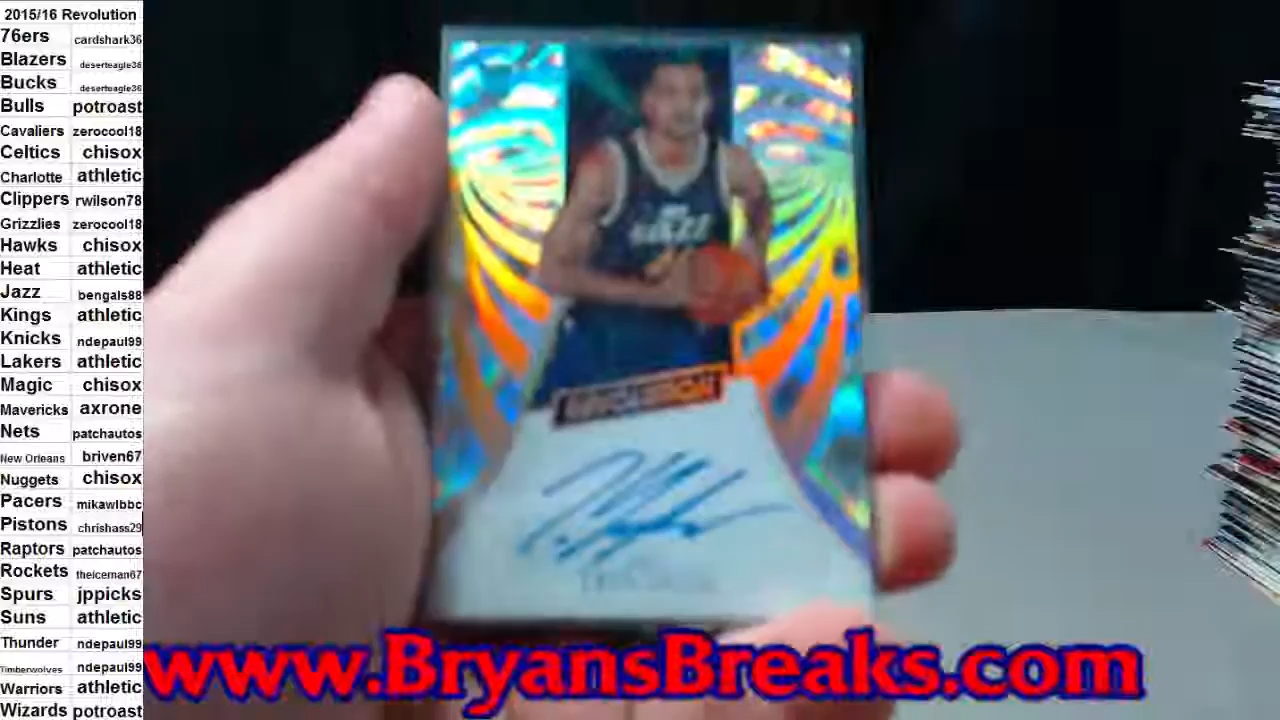 2015/16 Revolution
76ers cardshark36
Blazers deserteagle36
Bucks deserteagle36
Bulls potroast
Cavaliers zerocool18
Celtics chisox
Charlotte athletic
Clippers rwilson78
Grizzlies zerocool18
Hawks chisox
Heat athletic
Jazz bengals88
Kings athletic
Knicks ndepaul99
Lakers athletic
Magic chisox
Mavericks axrone
Nets patchautos
New Orleans briven67
Nuggets chisox
Pacers mikawlbbc
Pistons chrishass29
Raptors patchautos
Rockets theiceman67
Spurs jppicks
Suns athletic
Thunder ndepaul99
Timberwolves ndepaul99
Warriors athletic
Wizards potroast
JAZZ
REVOLUTION
www.BryansBreaks.com